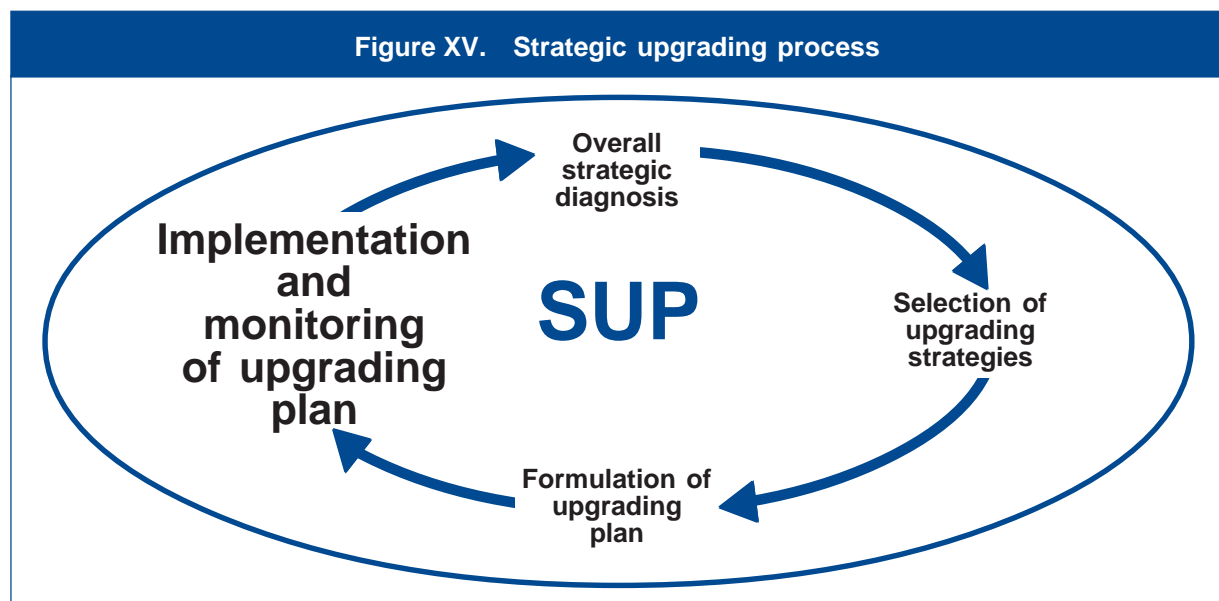 Figure XV. Strategic upgrading process
Overall
strategic
diagnosis
Implementation
and
monitoring
of upgrading
plan
SUP
Selection of
upgrading
strategies
Formulation of
upgrading
plan